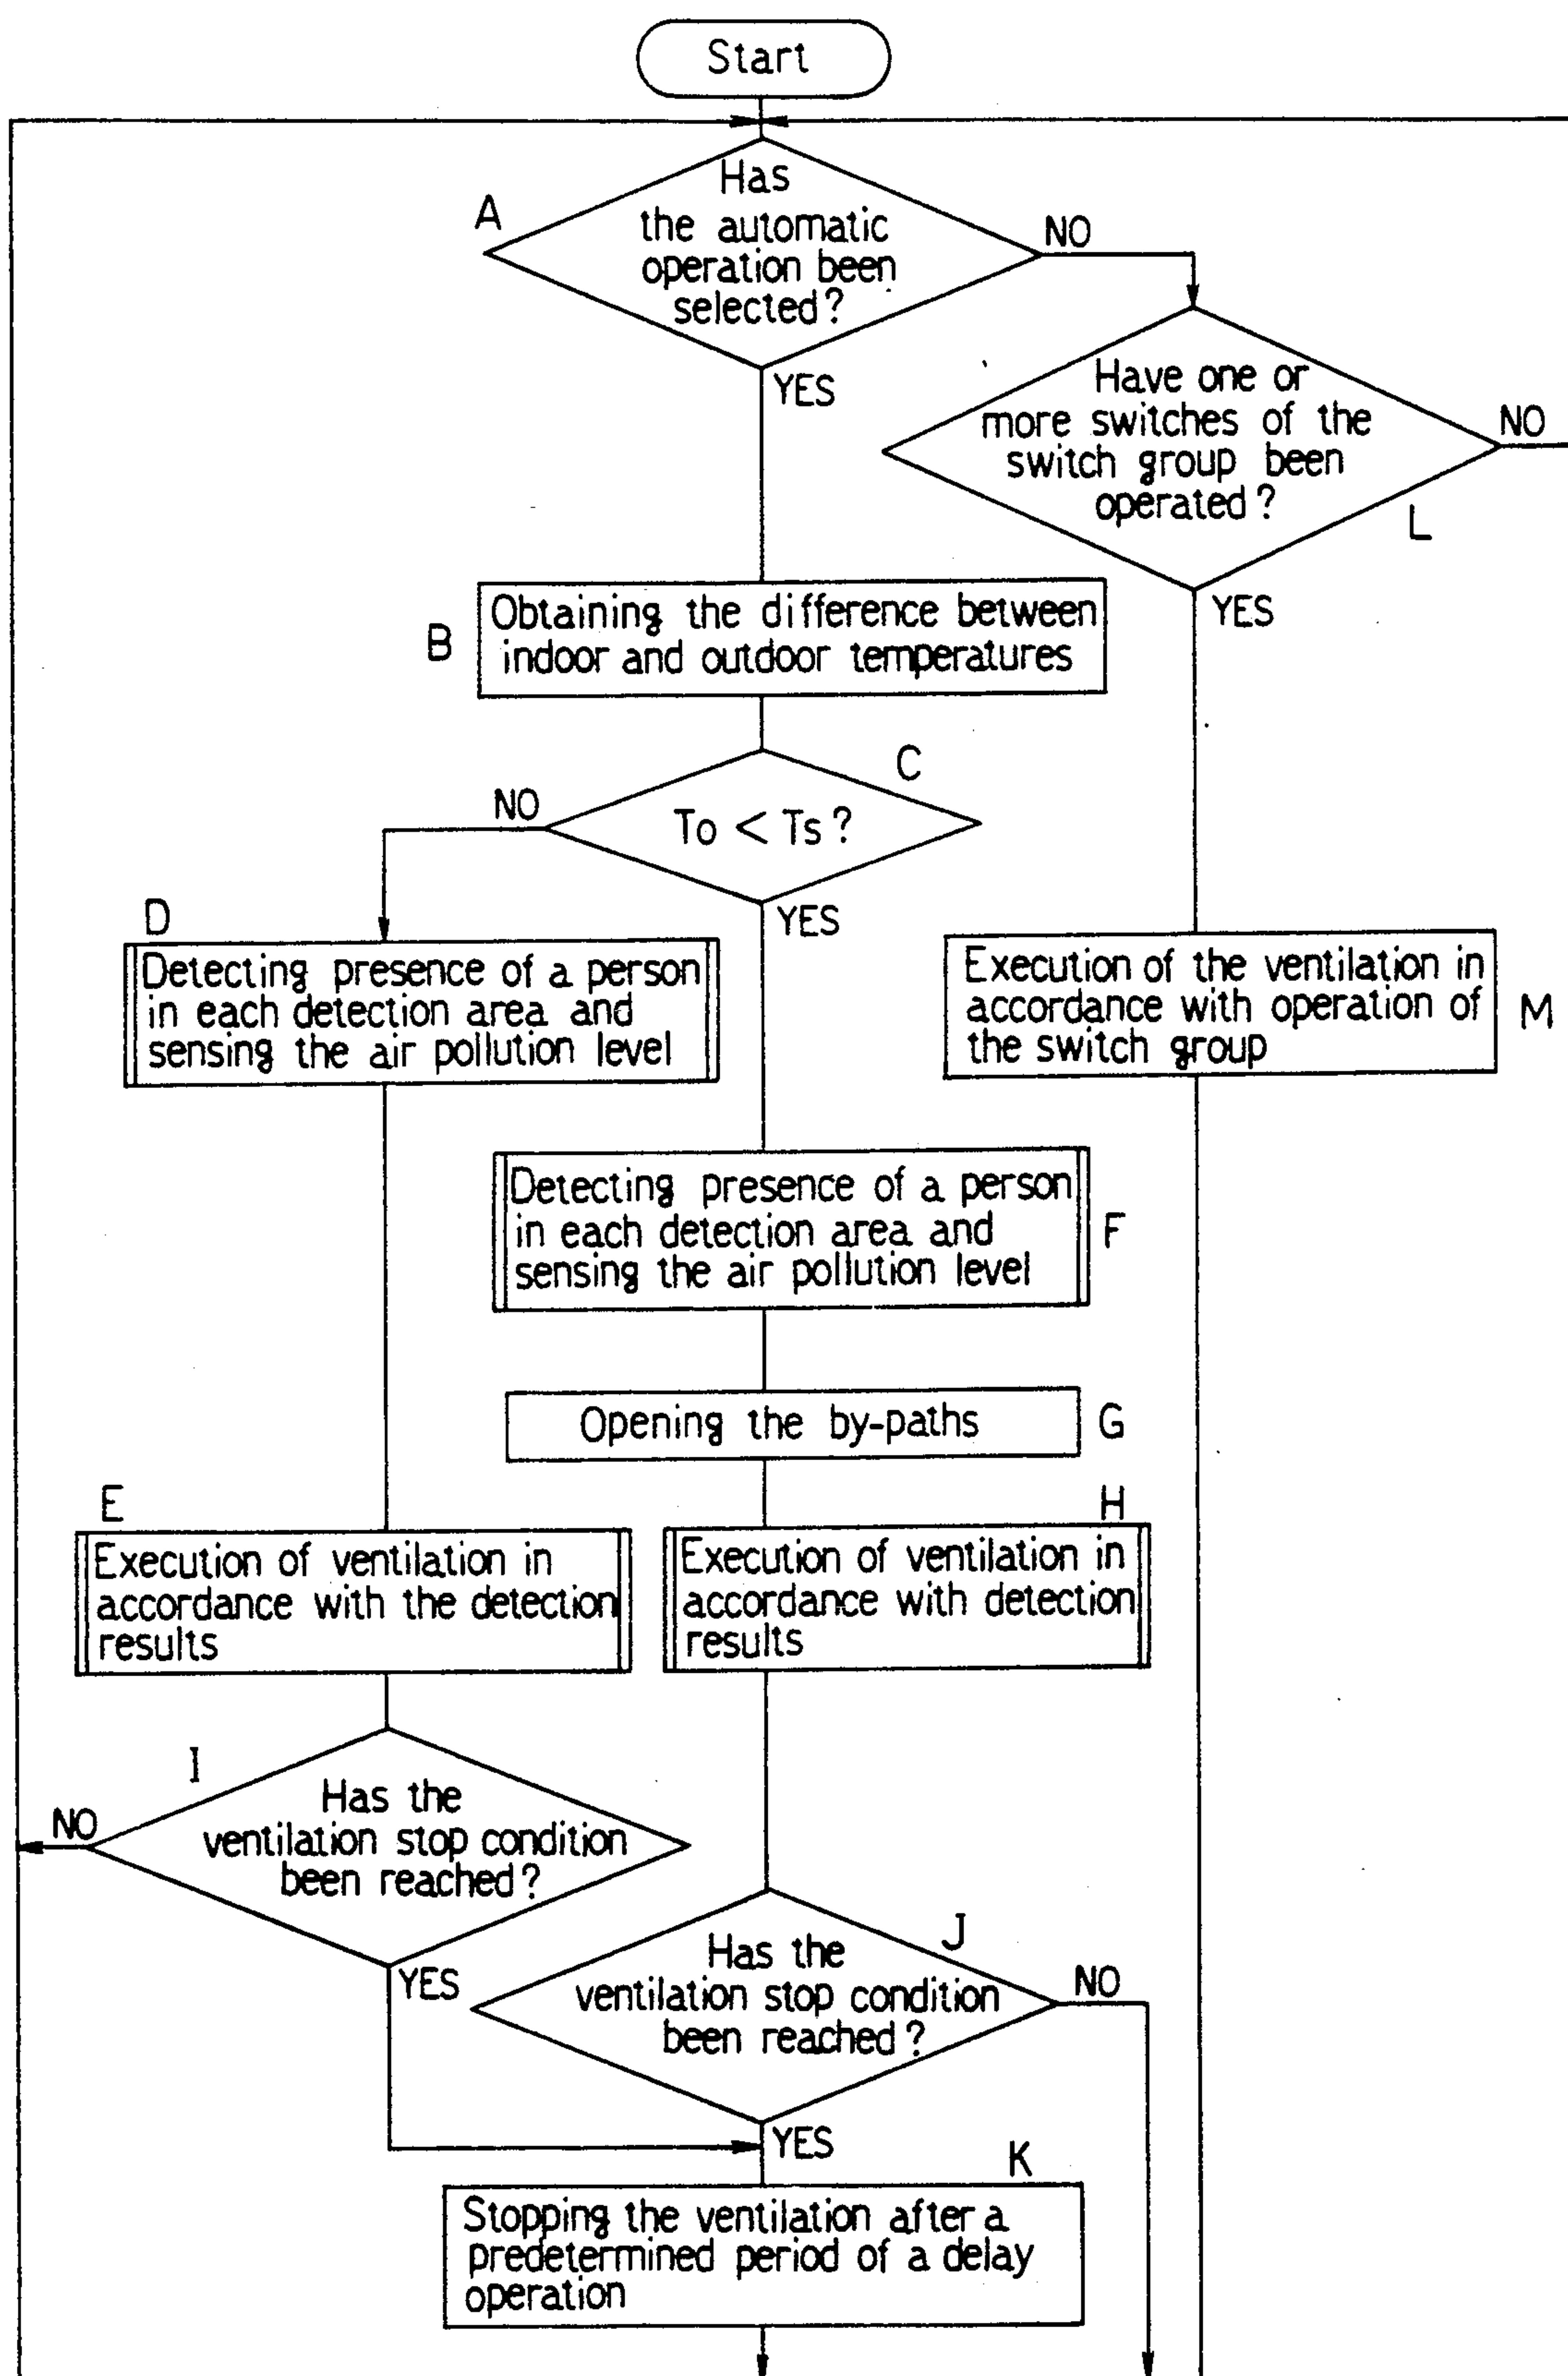 Start
A
Has
the automatic
operation been
selected?
NO
YES
Have one or
more switches of the
switch group been
operated?
NO
L
YES
B
Obtaining the difference between
indoor and outdoor temperatures
C
To < Ts?
NO
YES
D
Detecting presence of a person
in each detection area and
sensing the air pollution level
Execution of the ventilation in
accordance with operation of
the switch group
M
Detecting presence of a person
in each detection area and
sensing the air pollution level
F
Opening the by-paths
G
E
Execution of ventilation in
accordance with the detection
results
H
Execution of ventilation in
accordance with detection
results
I
Has the
ventilation stop condition
been reached?
NO
YES
J
Has the
ventilation stop condition
been reached?
NO
YES
K
Stopping the ventilation after a
predetermined period of a delay
operation